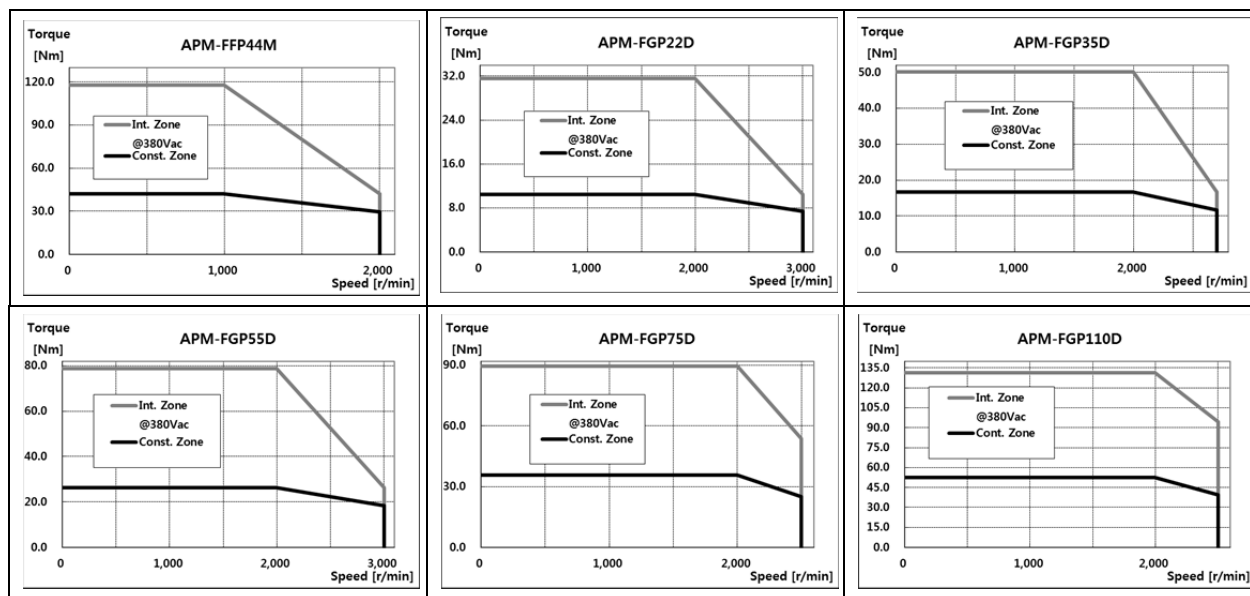 Torque
APM-FFP44M
[Nm]
120.0
Int. Zone
90.0
@380Vac
Const. Zone
60.0
30.0
0.0
0 1,000 2,000
Speed [r/min]
Torque
APM-FGP22D
[Nm]
32.0
Int. Zone
24.0
@380Vac
Const. Zone
16.0
8.0
0.0
0 1,000 2,000 3,000
Speed [r/min]
Torque
APM-FGP35D
[Nm]
50.0
40.0
Int. Zone
@380Vac
30.0
Const. Zone
20.0
10.0
0.0
0 1,000 2,000
Speed [r/min]
Torque
APM-FGP55D
[Nm]
80.0
Int. Zone
60.0
@380Vac
Const. Zone
40.0
20.0
0.0
0 1,000 2,000 3,000
Speed [r/min]
Torque
APM-FGP75D
[Nm]
90.0
Int. Zone
@380Vac
60.0
Const. Zone
30.0
0.0
0 1,000 2,000
Speed [r/min]
Torque
APM-FGP110D
[Nm]
135.0
120.0
Int. Zone
105.0
@380Vac
90.0
Cont. Zone
75.0
60.0
45.0
30.0
15.0
0.0
0 1,000 2,000
Speed [r/min]